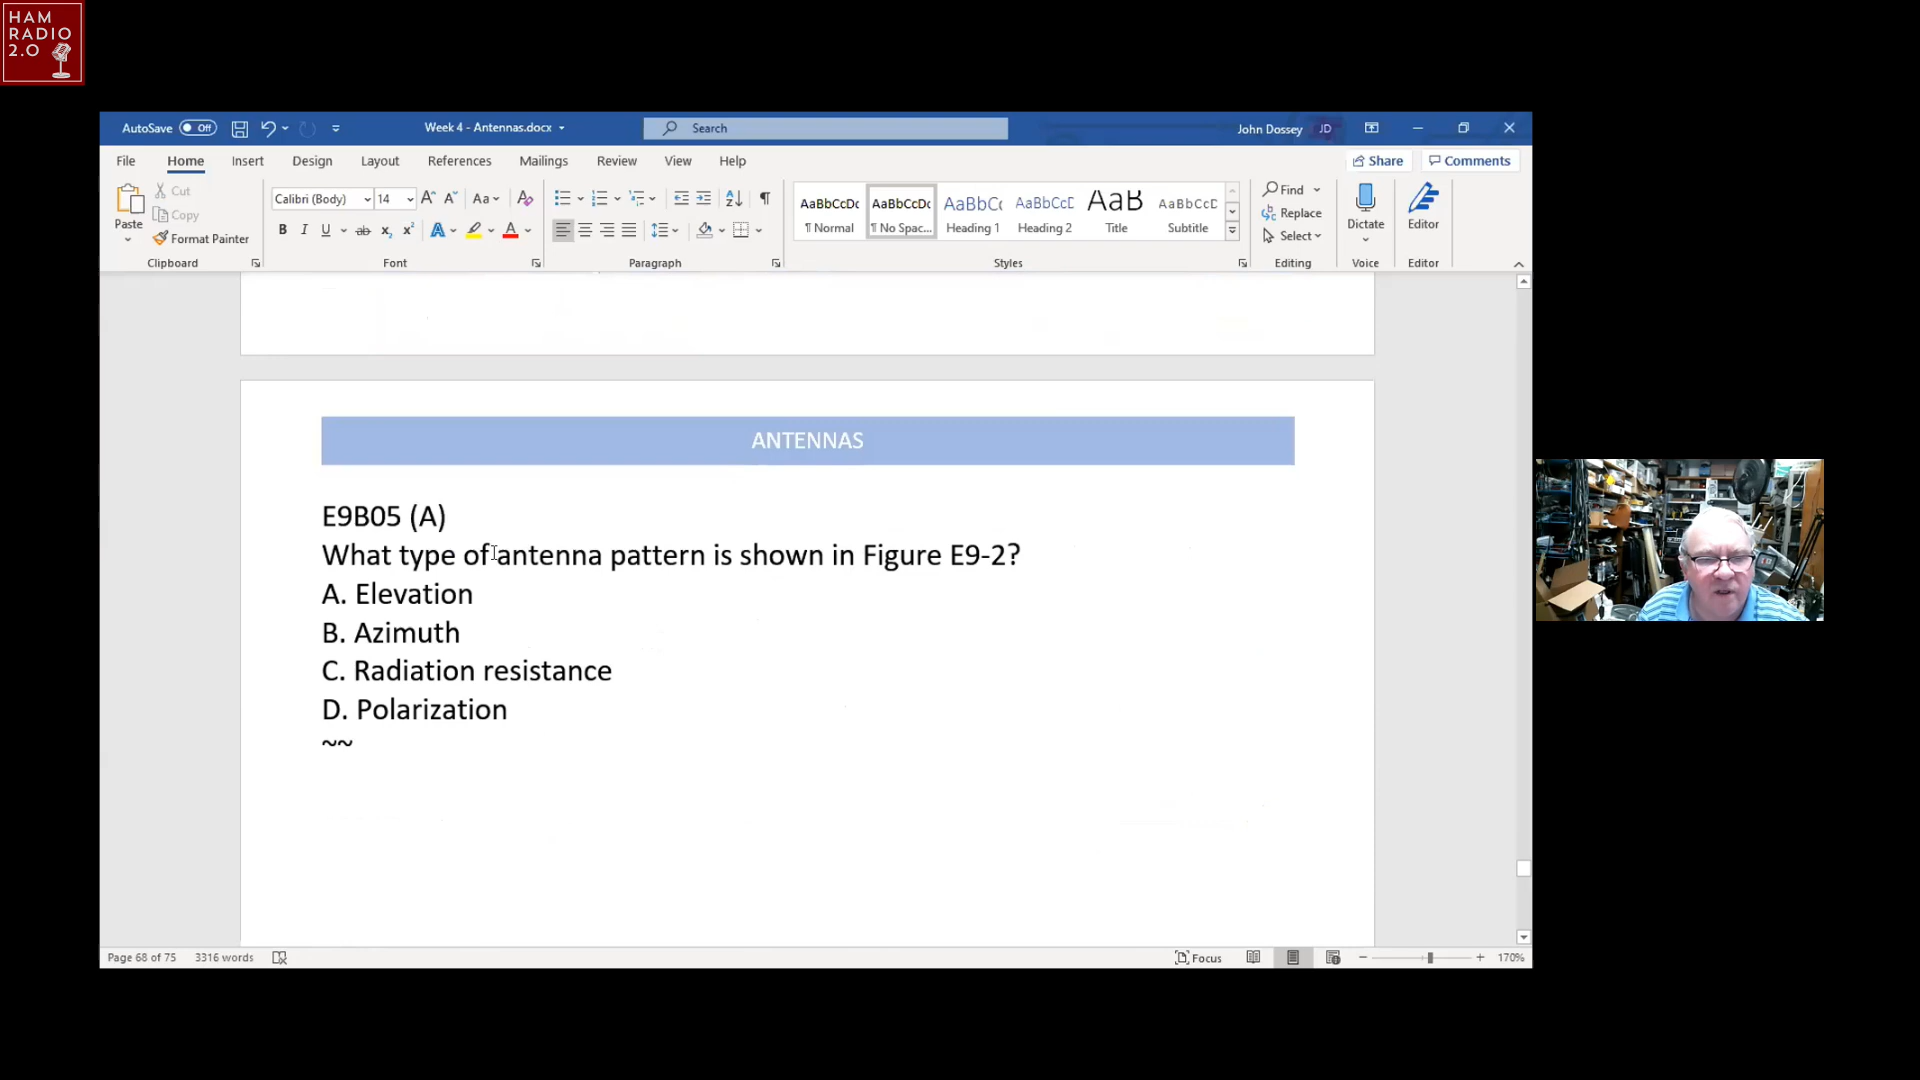 HAM
RADIO
2.0
AutoSave Off
Week 4 - Antennas.docx
Search
John Dossey JD
File Home Insert Design Layout References Mailings Review View Help
Share Comments
Paste
Cut
Copy
Format Painter
Clipboard
Calibri (Body) 14
Font
Paragraph
AaBbCcDc AaBbCcDc AaBbCc AaBbCcC AaB AaBbCcC
¶ Normal ¶ No Spac... Heading 1 Heading 2 Title Subtitle
Styles
Find
Replace
Select
Editing
Dictate
Voice
Editor
Editor
ANTENNAS
E9B05 (A)
What type of antenna pattern is shown in Figure E9-2?
A. Elevation
B. Azimuth
C. Radiation resistance
D. Polarization
~~
Page 68 of 75 3316 words
Focus
170%